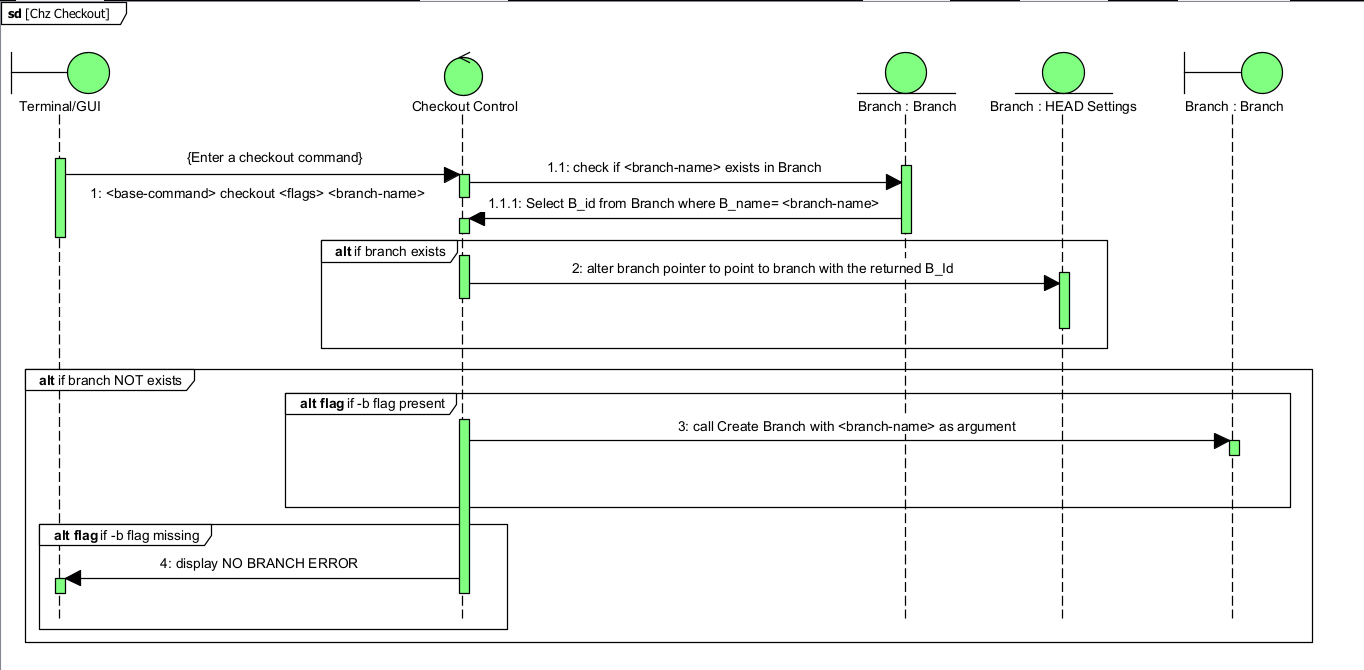 sd [Chz Checkout]
Terminal/GUI
Checkout Control
Branch : Branch
Branch : HEAD Settings
Branch : Branch
{Enter a checkout command}
1.1: check if <branch-name> exists in Branch
1: <base-command> checkout <flags> <branch-name>
1.1.1: Select B_id from Branch where B_name= <branch-name>
alt if branch exists
2: alter branch pointer to point to branch with the returned B_Id
alt if branch NOT exists
alt flag if -b flag present
3: call Create Branch with <branch-name> as argument
alt flag if -b flag missing
4: display NO BRANCH ERROR